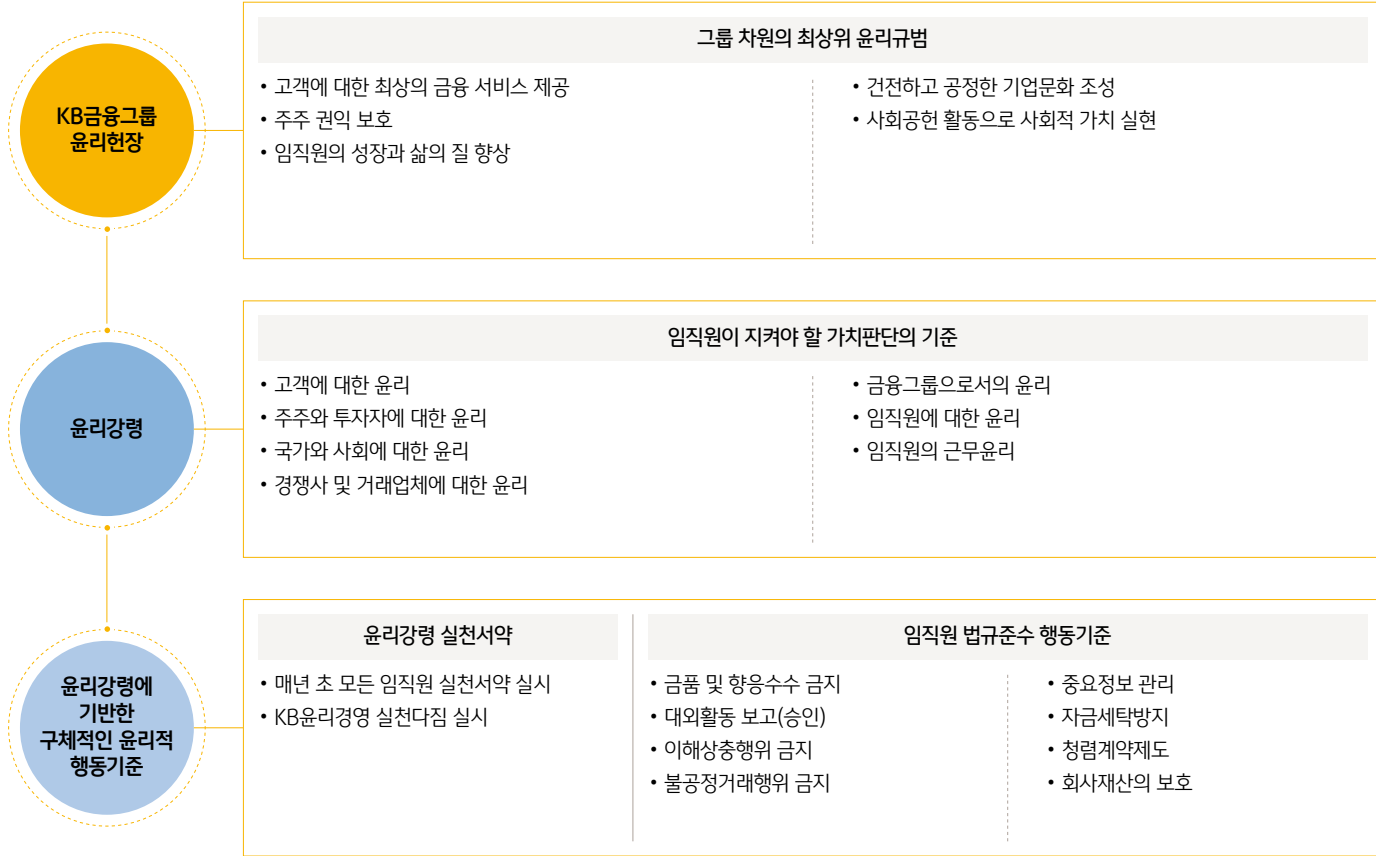 KB금융그룹
윤리헌장
그룹 차원의 최상위 윤리규범
• 고객에 대한 최상의 금융 서비스 제공
• 주주 권익 보호
• 임직원의 성장과 삶의 질 향상
• 건전하고 공정한 기업문화 조성
• 사회공헌 활동으로 사회적 가치 실현
윤리강령
임직원이 지켜야 할 가치판단의 기준
• 고객에 대한 윤리
• 주주와 투자자에 대한 윤리
• 국가와 사회에 대한 윤리
• 경쟁사 및 거래업체에 대한 윤리
• 금융그룹으로서의 윤리
• 임직원에 대한 윤리
• 임직원의 근무윤리
윤리강령에
기반한
구체적인 윤리적
행동기준
윤리강령 실천서약
• 매년 초 모든 임직원 실천서약 실시
• KB윤리경영 실천다짐 실시
임직원 법규준수 행동기준
• 금품 및 향응수수 금지
• 대외활동 보고(승인)
• 이해상충행위 금지
• 불공정거래행위 금지
• 중요정보 관리
• 자금세탁방지
• 청렴계약제도
• 회사재산의 보호